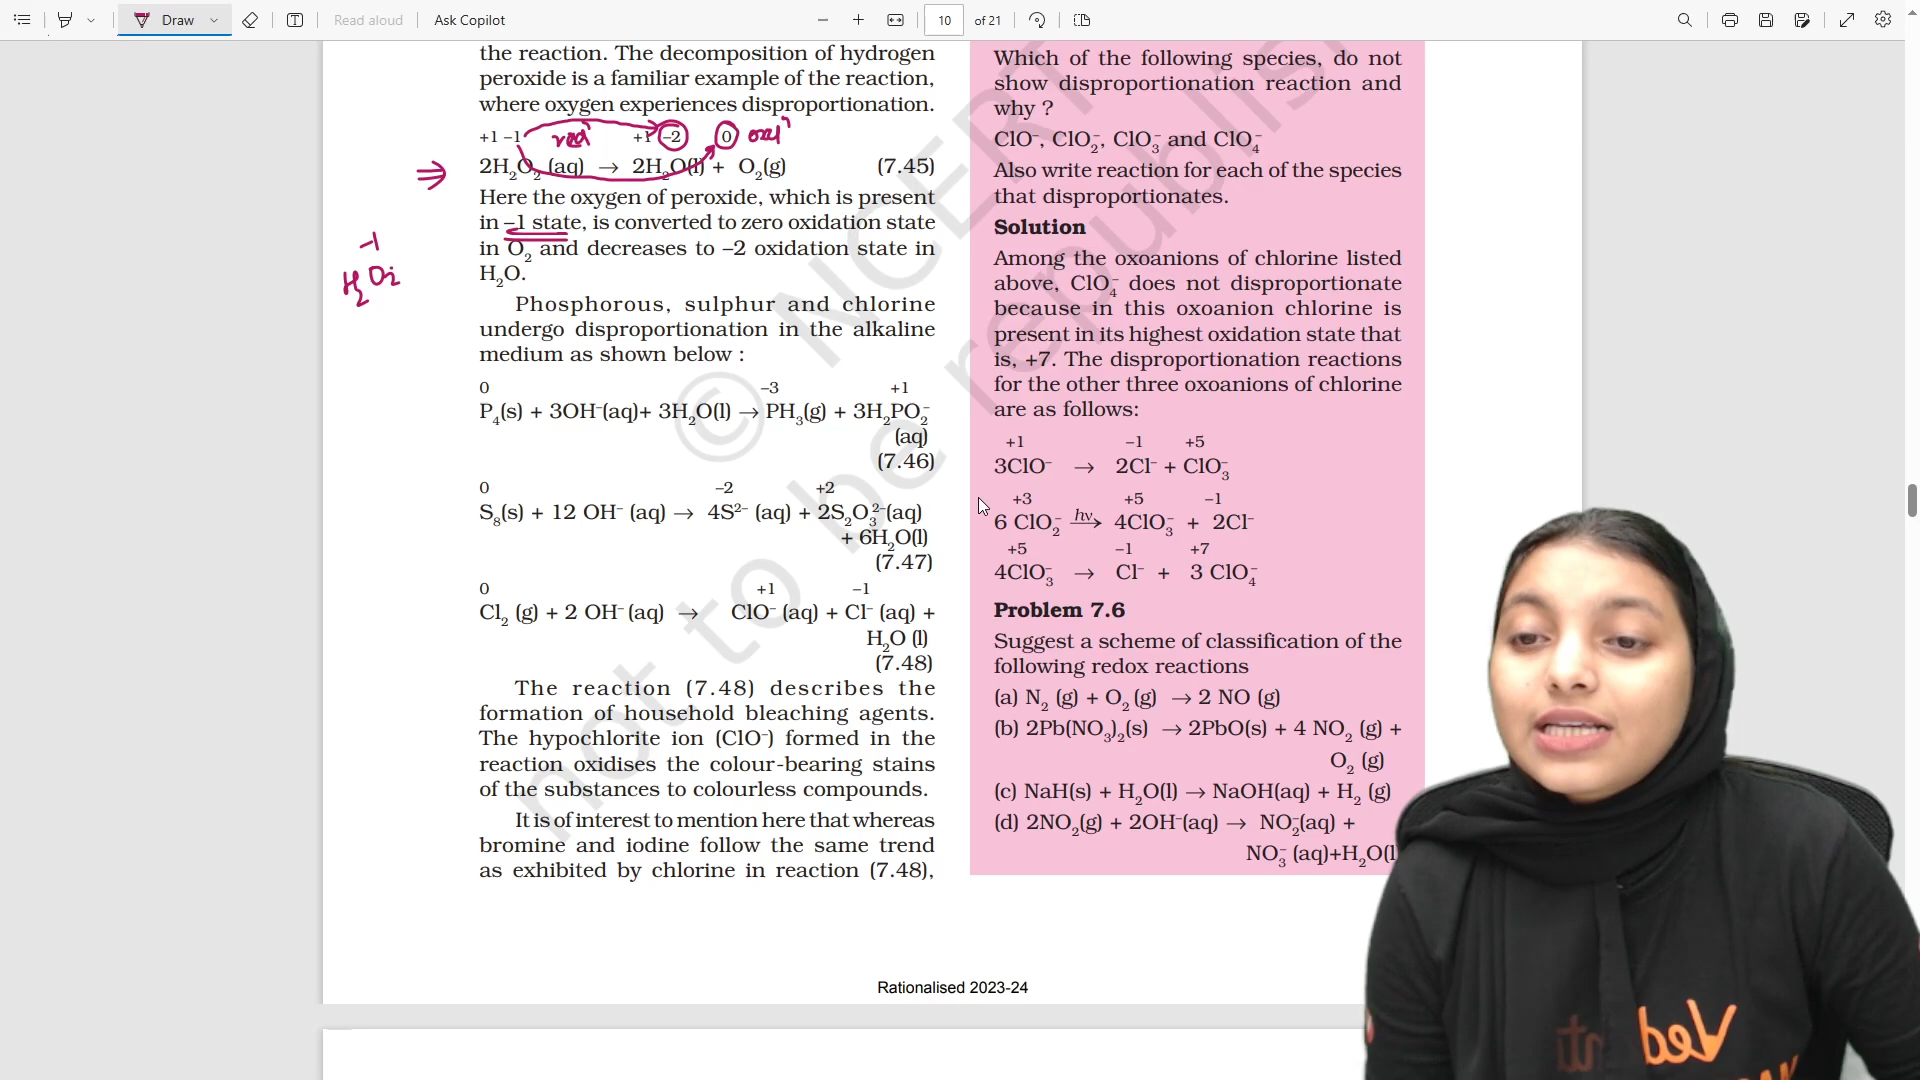 Draw
Read aloud
Ask Copilot
10 of 21
the reaction. The decomposition of hydrogen
peroxide is a familiar example of the reaction,
where oxygen experiences disproportionation.
+1 –1 redⁿ +1 –2 0 oxiⁿ
2H₂O₂ (aq) → 2H₂O(l) + O₂(g) (7.45)
Here the oxygen of peroxide, which is present
in –1 state, is converted to zero oxidation state
in O₂ and decreases to –2 oxidation state in
H₂O.
–1
H₂O₂
Phosphorous, sulphur and chlorine
undergo disproportionation in the alkaline
medium as shown below :
0 –3 +1
P₄(s) + 3OH⁻(aq)+ 3H₂O(l) → PH₃(g) + 3H₂PO₂⁻
(aq)
(7.46)
0 –2 +2
S₈(s) + 12 OH⁻ (aq) → 4S²⁻ (aq) + 2S₂O₃²⁻(aq)
+ 6H₂O(l)
(7.47)
0 +1 –1
Cl₂ (g) + 2 OH⁻ (aq) → ClO⁻ (aq) + Cl⁻ (aq) +
H₂O (l)
(7.48)
The reaction (7.48) describes the
formation of household bleaching agents.
The hypochlorite ion (ClO⁻) formed in the
reaction oxidises the colour-bearing stains
of the substances to colourless compounds.
It is of interest to mention here that whereas
bromine and iodine follow the same trend
as exhibited by chlorine in reaction (7.48),
Which of the following species, do not
show disproportionation reaction and
why ?
ClO⁻, ClO₂⁻, ClO₃⁻ and ClO₄⁻
Also write reaction for each of the species
that disproportionates.
Solution
Among the oxoanions of chlorine listed
above, ClO₄⁻ does not disproportionate
because in this oxoanion chlorine is
present in its highest oxidation state that
is, +7. The disproportionation reactions
for the other three oxoanions of chlorine
are as follows:
+1 –1 +5
3ClO⁻ → 2Cl⁻ + ClO₃⁻
+3 +5 –1
6 ClO₂⁻ hν→ 4ClO₃⁻ + 2Cl⁻
+5 –1 +7
4ClO₃⁻ → Cl⁻ + 3 ClO₄⁻
Problem 7.6
Suggest a scheme of classification of the
following redox reactions
(a) N₂ (g) + O₂ (g) → 2 NO (g)
(b) 2Pb(NO₃)₂(s) → 2PbO(s) + 4 NO₂ (g) +
O₂ (g)
(c) NaH(s) + H₂O(l) → NaOH(aq) + H₂ (g)
(d) 2NO₂(g) + 2OH⁻(aq) → NO₂⁻(aq) +
NO₃⁻ (aq)+H₂O(l
© NCERT
not to be republis
Rationalised 2023-24